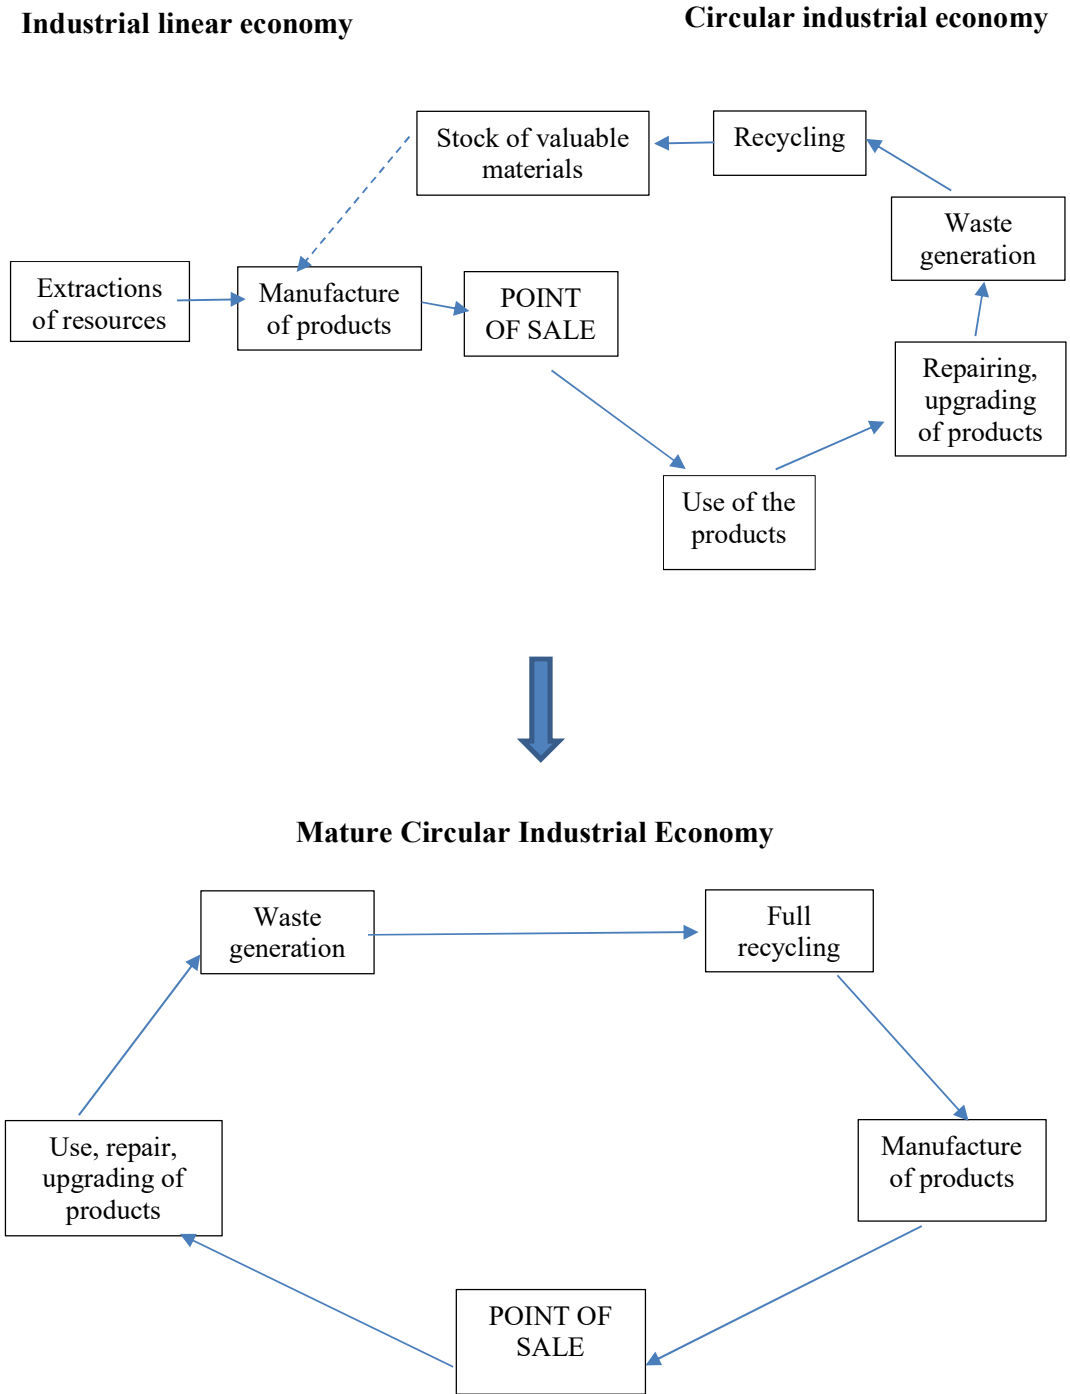 Industrial linear economy
Circular industrial economy
Stock of valuable
materials
Recycling
Waste
generation
Extractions
of resources
Manufacture
of products
POINT
OF SALE
Repairing,
upgrading
of products
Use of the
products
Mature Circular Industrial Economy
Waste
generation
Full
recycling
Use, repair,
upgrading of
products
Manufacture
of products
POINT OF
SALE